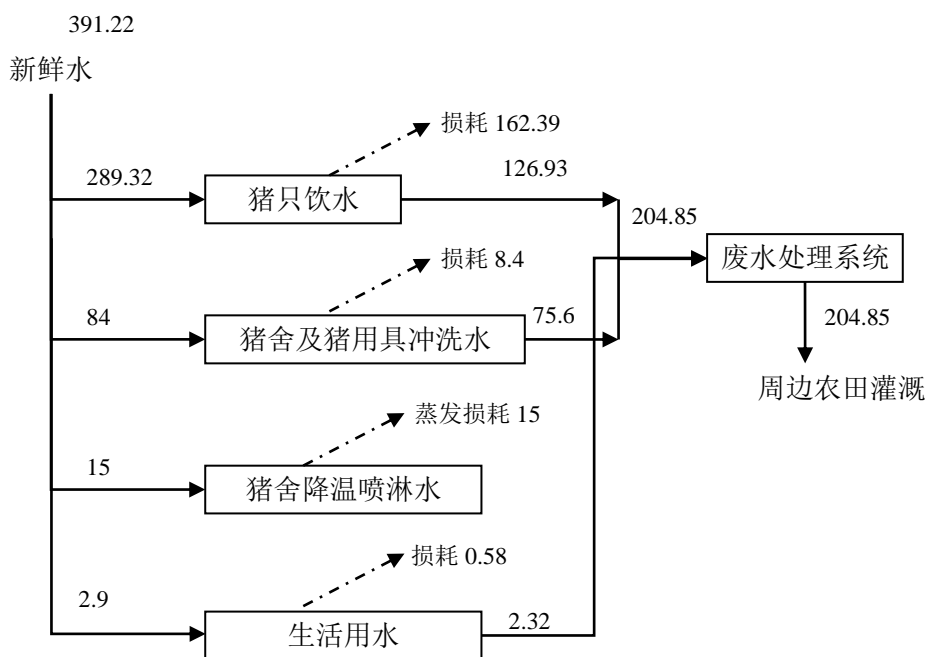 391.22
新鲜水
损耗 162.39
289.32
猪只饮水
126.93
204.85
损耗 8.4
废水处理系统
84
猪舍及猪用具冲洗水
75.6
204.85
周边农田灌溉
蒸发损耗 15
15
猪舍降温喷淋水
损耗 0.58
2.9
生活用水
2.32